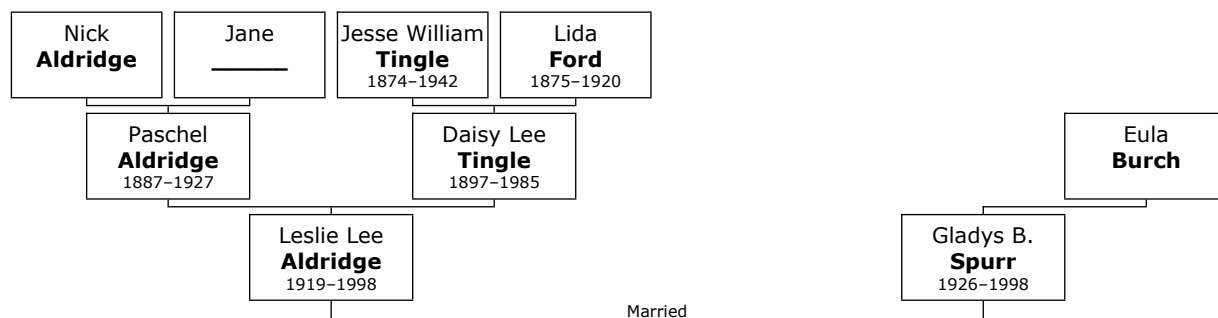 Nick
Aldridge
Jane
_____
Jesse William
Tingle
1874–1942
Lida
Ford
1875–1920
Paschel
Aldridge
1887–1927
Daisy Lee
Tingle
1897–1985
Eula
Burch
Leslie Lee
Aldridge
1919–1998
Gladys B.
Spurr
1926–1998
Married